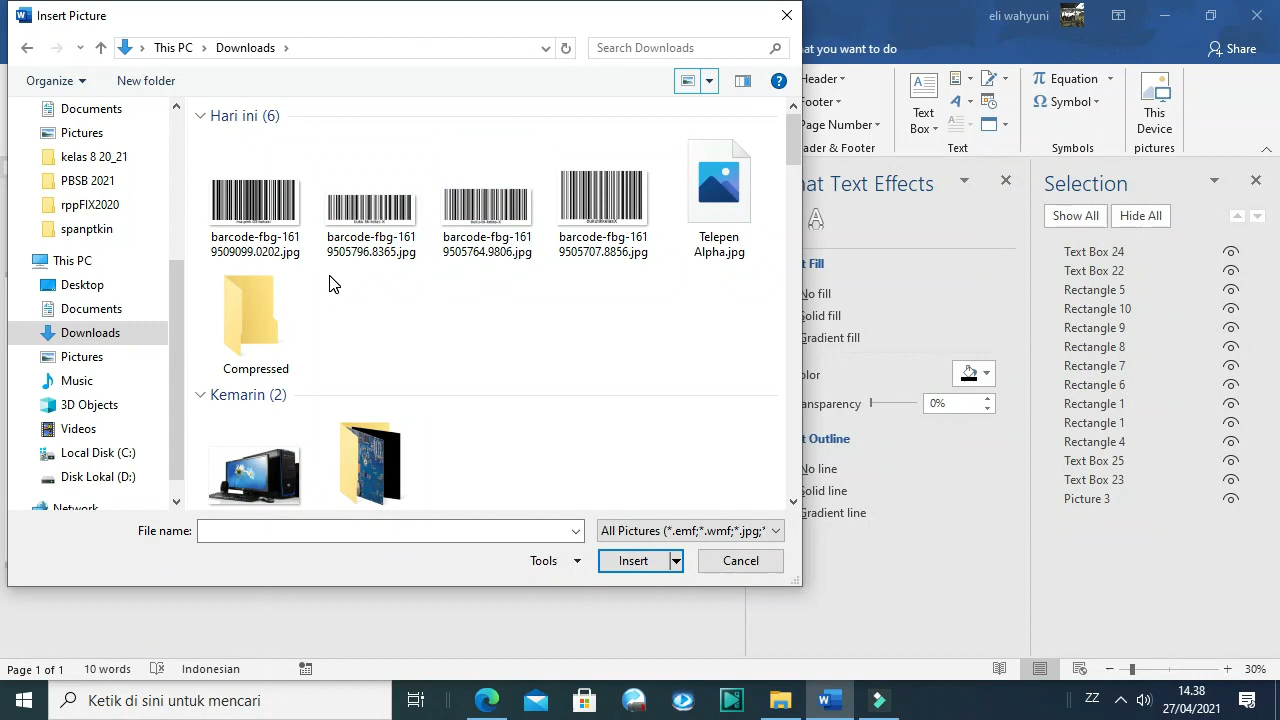 Insert Picture
eli wahyuni
This PC
Downloads
Search Downloads
hat you want to do
Share
Organize
New folder
Header
Footer
Page Number
Header & Footer
Text
Box
Text
Equation
Symbol
Symbols
This
Device
pictures
Documents
Pictures
kelas 8 20_21
PBSB 2021
rppFIX2020
spanptkin
This PC
Desktop
Documents
Downloads
Pictures
Music
3D Objects
Videos
Local Disk (C:)
Disk Lokal (D:)
Network
Hari ini (6)
barcode-fbg-161
9509099.0202.jpg
barcode-fbg-161
9505796.8365.jpg
barcode-fbg-161
9505764.9806.jpg
barcode-fbg-161
9505707.8856.jpg
Telepen
Alpha.jpg
Compressed
Kemarin (2)
File name:
All Pictures (*.emf;*.wmf;*.jpg;*
Tools
Insert
Cancel
mat Text Effects
t Fill
No fill
Solid fill
Gradient fill
olor
ansparency
0%
t Outline
No line
Solid line
Gradient line
Selection
Show All
Hide All
Text Box 24
Text Box 22
Rectangle 5
Rectangle 10
Rectangle 9
Rectangle 8
Rectangle 7
Rectangle 6
Rectangle 1
Rectangle 1
Rectangle 4
Text Box 25
Text Box 23
Picture 3
Page 1 of 1
10 words
Indonesian
30%
Ketik di sini untuk mencari
ZZ
14.38
27/04/2021